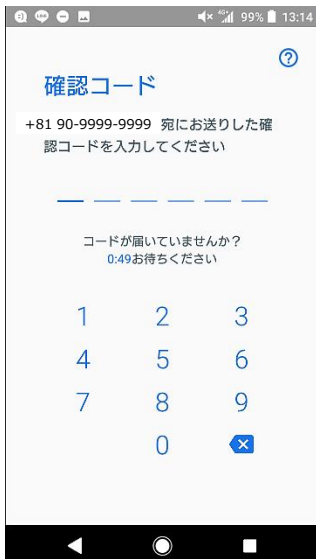 99% 13:14
?
確認コード
+81 90-9999-9999 宛にお送りした確
認コードを入力してください
コードが届いていませんか？
0:49お待ちください
1 2 3
4 5 6
7 8 9
0